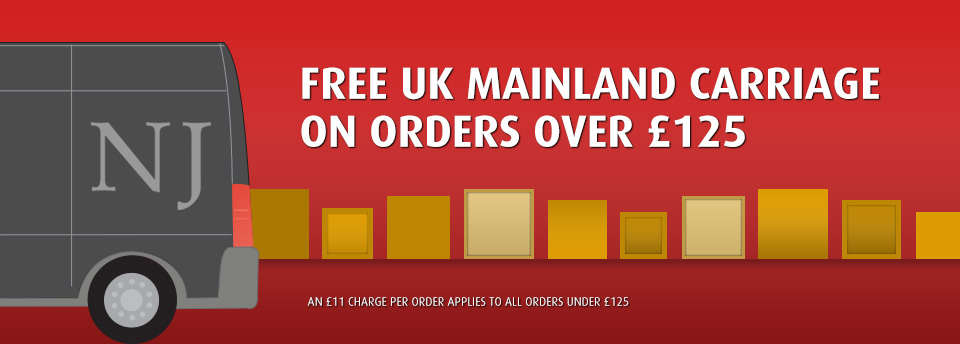 FREE UK MAINLAND CARRIAGE
ON ORDERS OVER £125
NJ
AN £11 CHARGE PER ORDER APPLIES TO ALL ORDERS UNDER £125